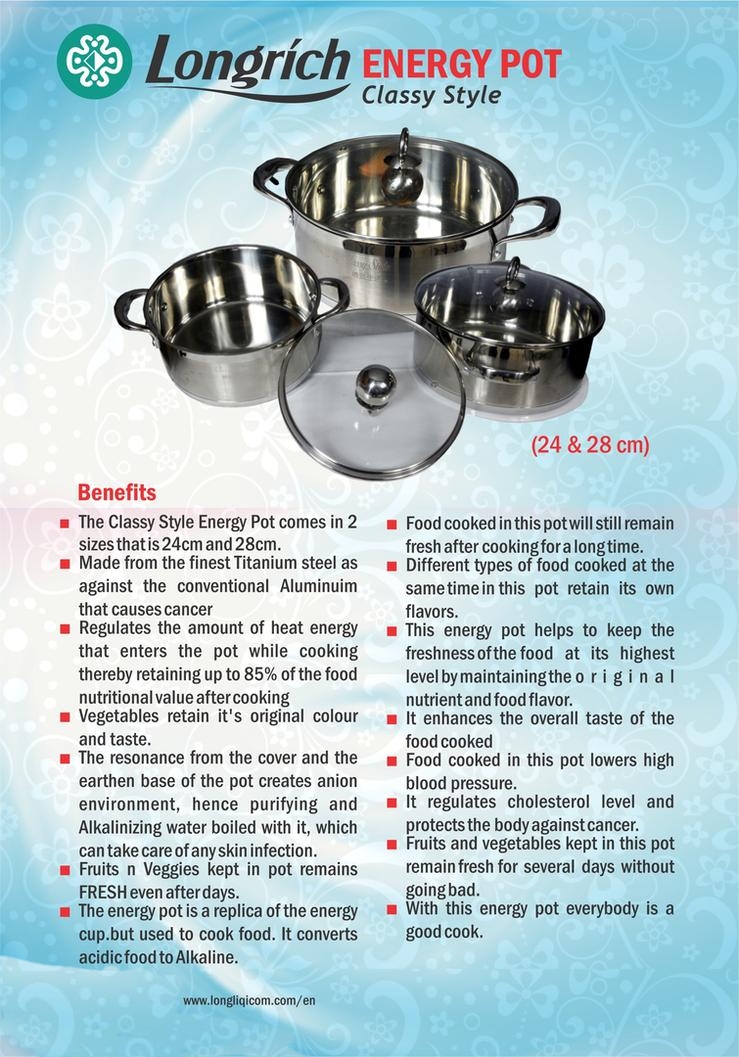 Longrich ENERGY POT
Classy Style
(24 & 28 cm)
Benefits
The Classy Style Energy Pot comes in 2
sizes that is 24cm and 28cm.
Made from the finest Titanium steel as
against the conventional Aluminuim
that causes cancer
Regulates the amount of heat energy
that enters the pot while cooking
thereby retaining up to 85% of the food
nutritional value after cooking
Vegetables retain it's original colour
and taste.
The resonance from the cover and the
earthen base of the pot creates anion
environment, hence purifying and
Alkalinizing water boiled with it, which
can take care of any skin infection.
Fruits n Veggies kept in pot remains
FRESH even after days.
The energy pot is a replica of the energy
cup.but used to cook food. It converts
acidic food to Alkaline.
Food cooked in this pot will still remain
fresh after cooking for a long time.
Different types of food cooked at the
same time in this pot retain its own
flavors.
This energy pot helps to keep the
freshness of the food at its highest
level by maintaining the o r i g i n a l
nutrient and food flavor.
It enhances the overall taste of the
food cooked
Food cooked in this pot lowers high
blood pressure.
It regulates cholesterol level and
protects the body against cancer.
Fruits and vegetables kept in this pot
remain fresh for several days without
going bad.
With this energy pot everybody is a
good cook.
www.longliqicom.com/en